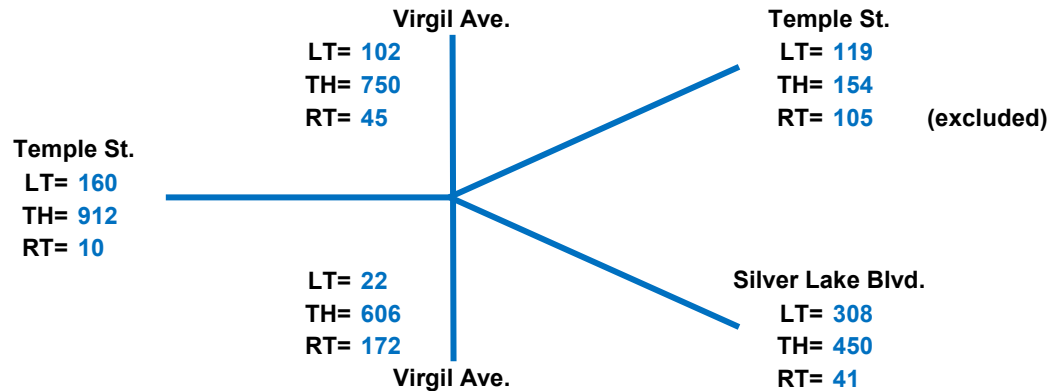 Virgil Ave.
LT= 102
TH= 750
RT= 45
Temple St.
LT= 119
TH= 154
RT= 105 (excluded)
Temple St.
LT= 160
TH= 912
RT= 10
LT= 22
TH= 606
RT= 172
Virgil Ave.
Silver Lake Blvd.
LT= 308
TH= 450
RT= 41